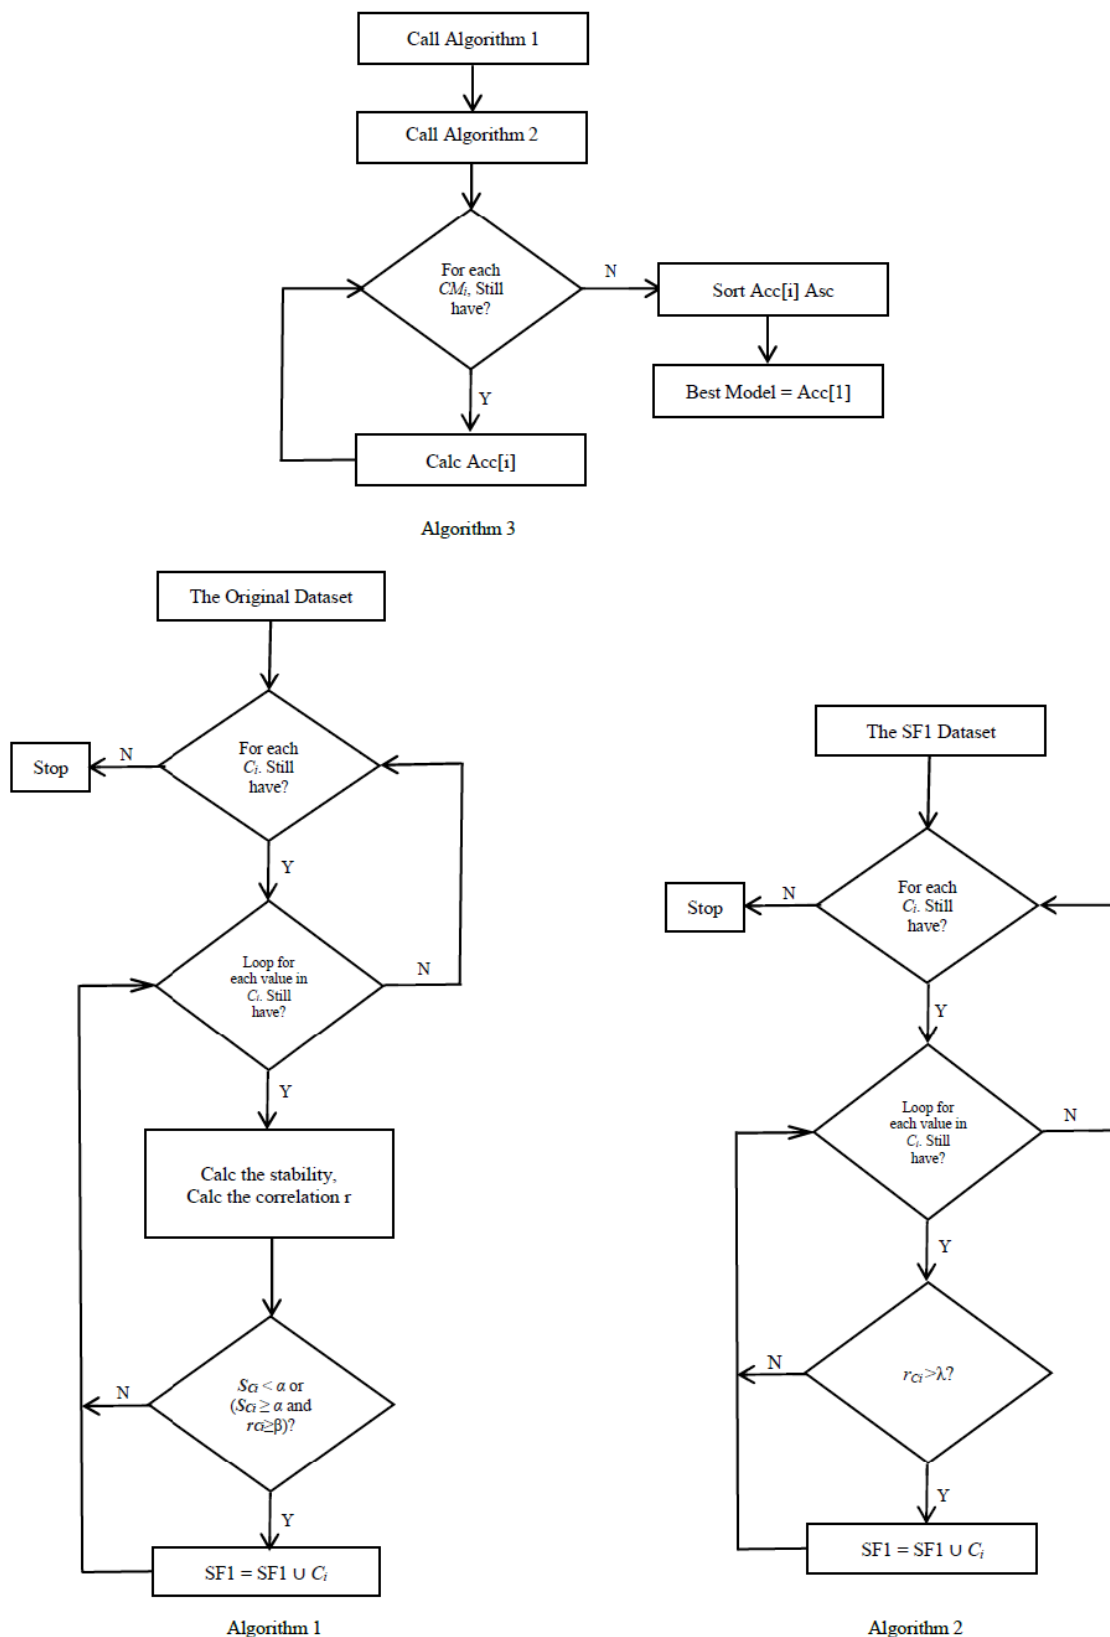 Call Algorithm 1
Call Algorithm 2
For each
CMi, Still
have?
N
Sort Acc[i] Asc
Best Model = Acc[1]
Y
Calc Acc[i]
Algorithm 3
The Original Dataset
For each
Ci. Still
have?
N
Stop
Y
Loop for
each value in
Ci. Still
have?
N
Y
Calc the stability,
Calc the correlation r
SCi < α or
(SCi ≥ α and
rCi≥β)?
N
Y
SF1 = SF1 ∪ Ci
Algorithm 1
The SF1 Dataset
For each
Ci. Still
have?
N
Stop
Y
Loop for
each value in
Ci. Still
have?
N
Y
rCi>λ?
N
Y
SF1 = SF1 ∪ Ci
Algorithm 2